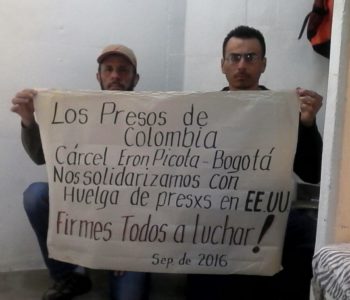 Los Presos de
Colombia
Cárcel Eron Picota - Bogotá
Nos solidarizamos con
Huelga de presxs en EE.UU
Firmes Todos a luchar!
Sep. de 2016